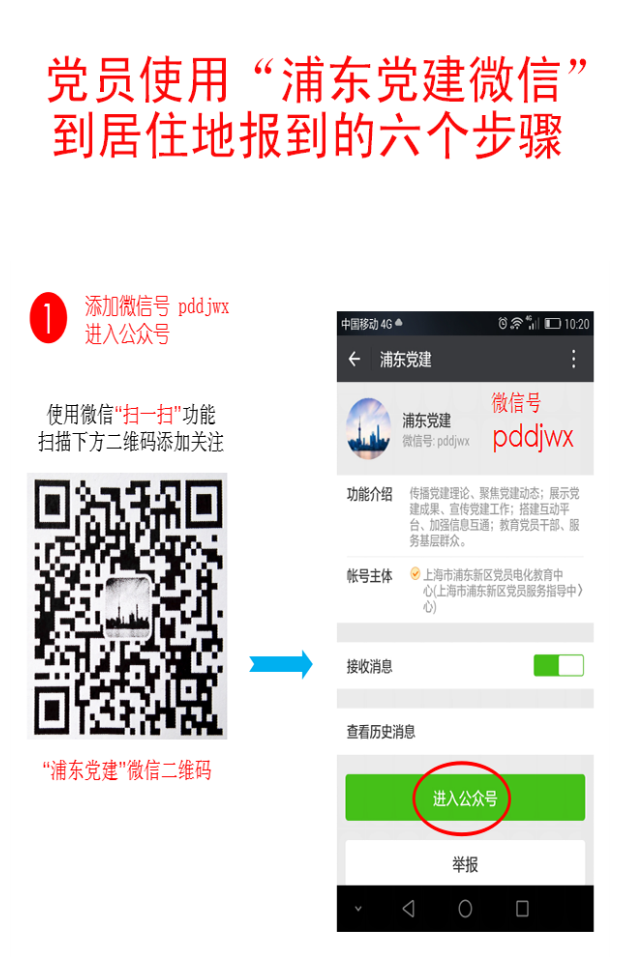 党员使用“浦东党建微信”
到居住地报到的六个步骤
1
添加微信号 pddjwx
进入公众号
使用微信“扫一扫”功能
扫描下方二维码添加关注
“浦东党建”微信二维码
中国移动 4G
4G
10:20
浦东党建
浦东党建
微信号: pddjwx
微信号
pddjwx
功能介绍
传播党建理论、聚焦党建动态；展示党
建成果、宣传党建工作；搭建互动平
台、加强信息互通；教育党员干部、服
务基层群众。
帐号主体
上海市浦东新区党员电化教育中
心(上海市浦东新区党员服务指导中
心)
接收消息
查看历史消息
进入公众号
举报